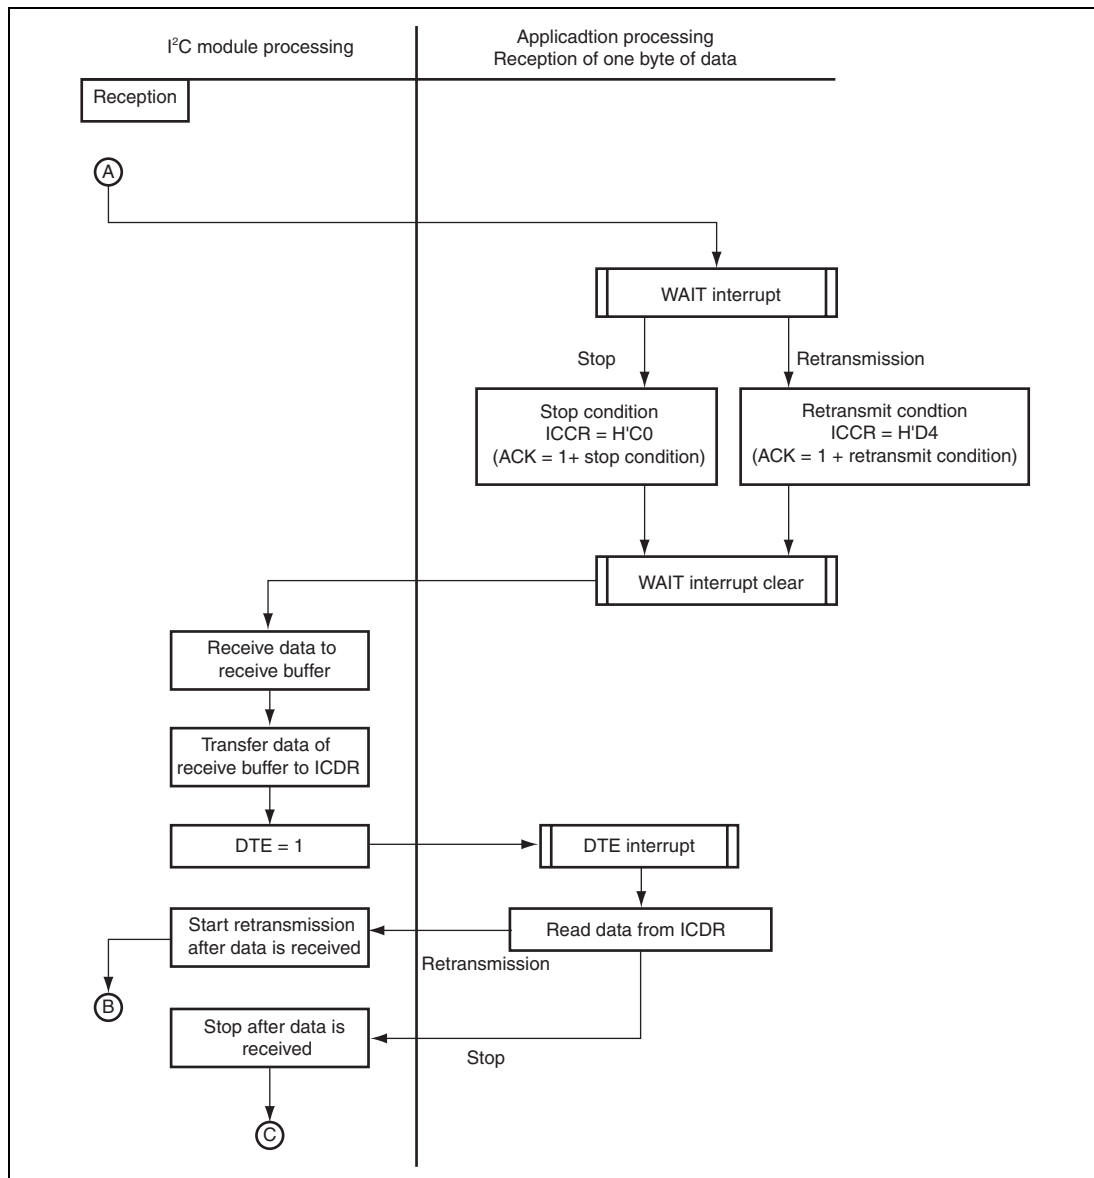 I²C module processing
Applicadtion processing
Reception of one byte of data
Reception
A
WAIT interrupt
Stop
Retransmission
Stop condition
ICCR = H'C0
(ACK = 1+ stop condition)
Retransmit condtion
ICCR = H'D4
(ACK = 1 + retransmit condition)
WAIT interrupt clear
Receive data to
receive buffer
Transfer data of
receive buffer to ICDR
DTE = 1
DTE interrupt
Start retransmission
after data is received
Read data from ICDR
Retransmission
B
Stop after data is
received
Stop
C